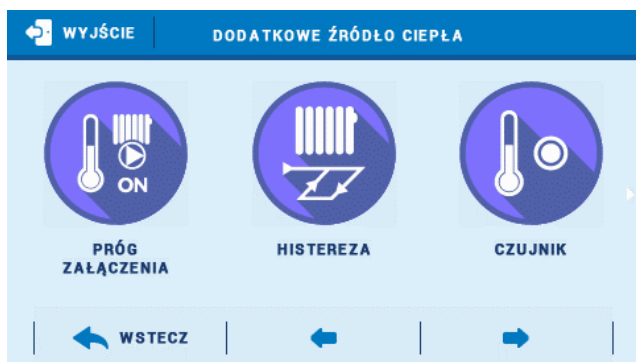 WYJŚCIE
DODATKOWE ŹRÓDŁO CIEPŁA
ON
PRÓG
ZAŁĄCZENIA
HISTEREZA
CZUJNIK
WSTECZ